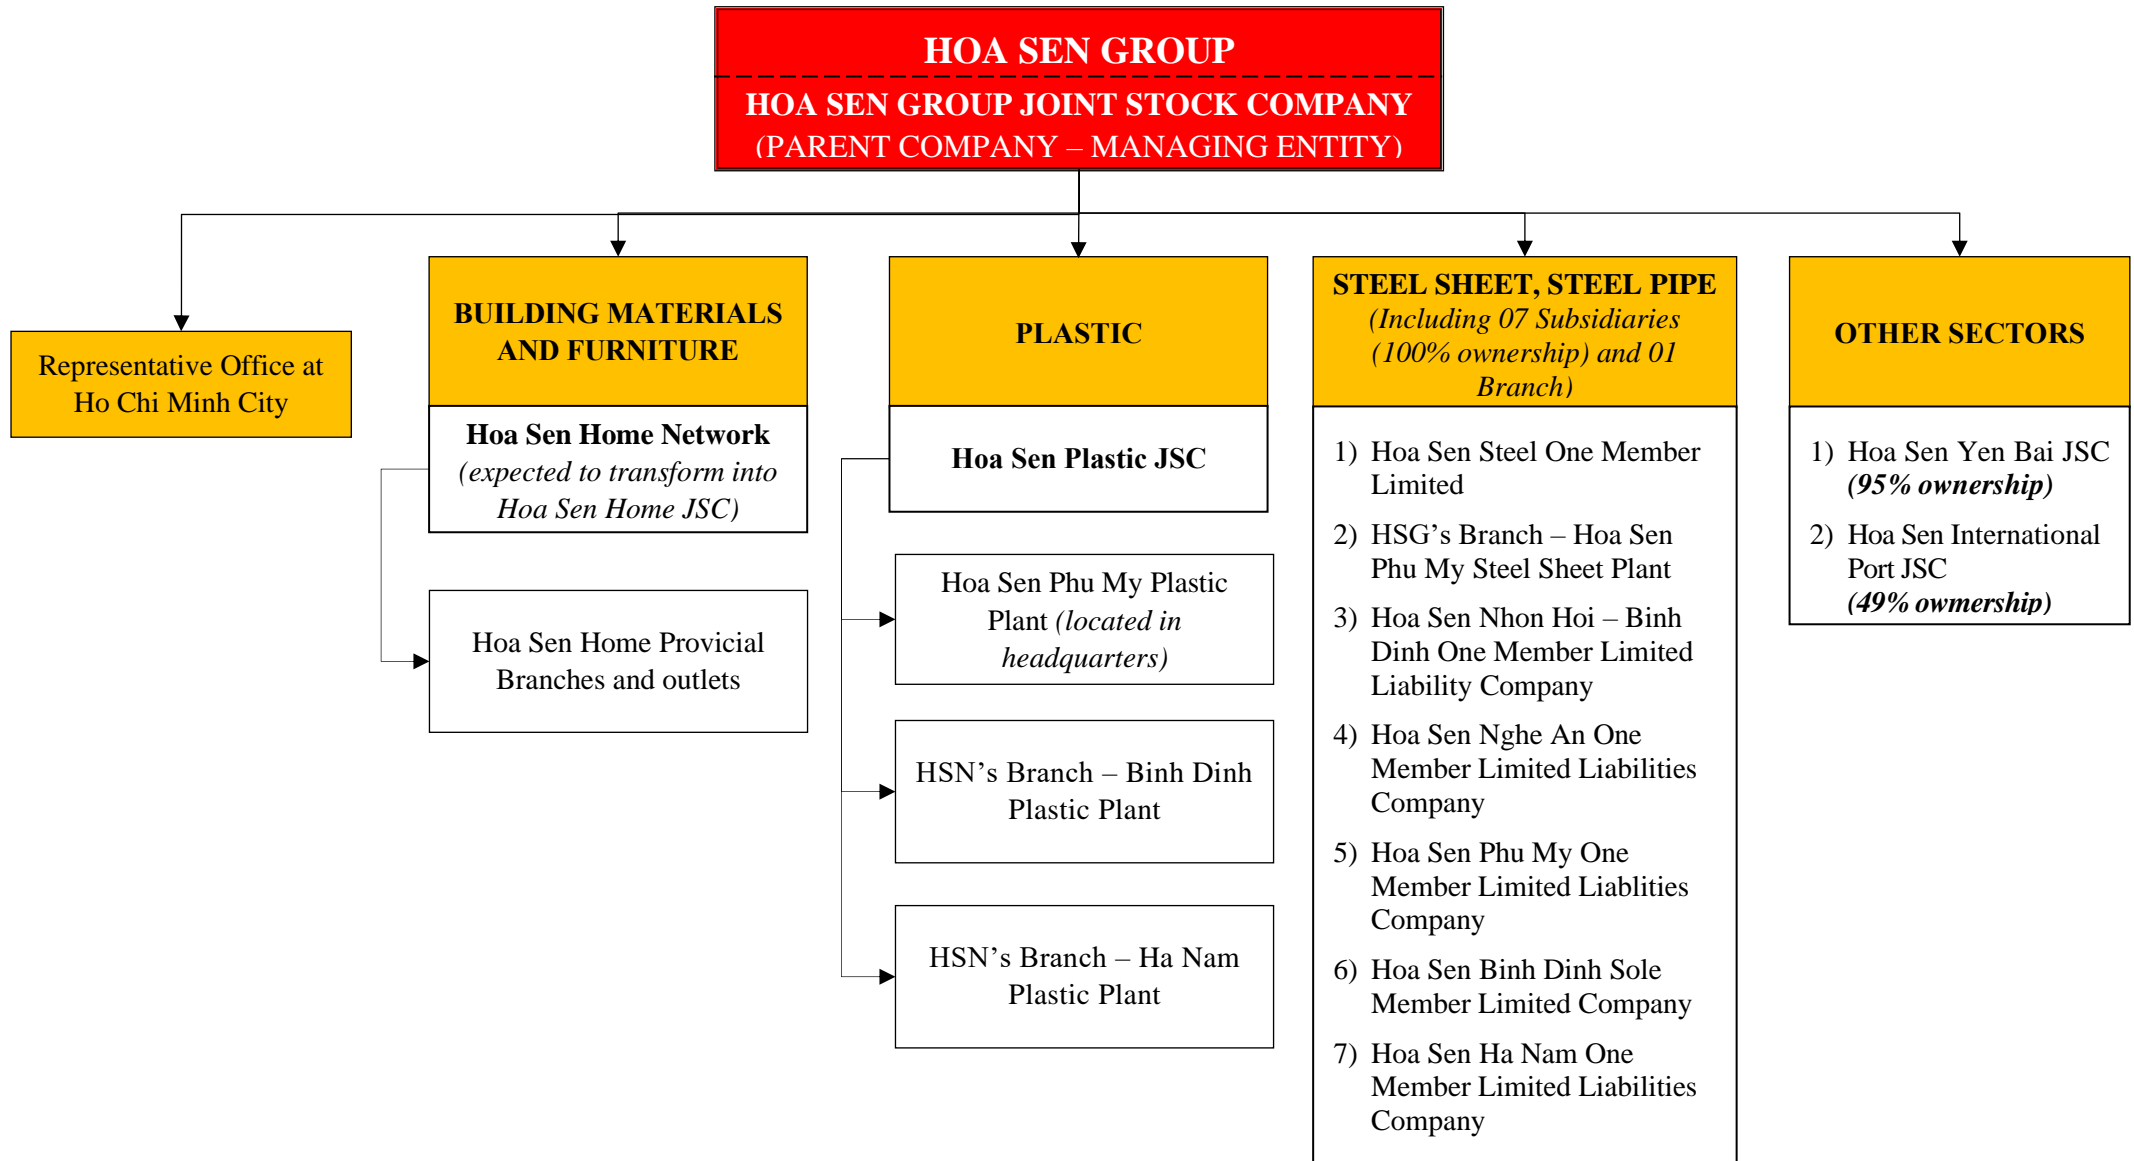 HOA SEN GROUP
HOA SEN GROUP JOINT STOCK COMPANY
(PARENT COMPANY – MANAGING ENTITY)
Representative Office at
Ho Chi Minh City
BUILDING MATERIALS
AND FURNITURE
Hoa Sen Home Network
(expected to transform into
Hoa Sen Home JSC)
Hoa Sen Home Provicial
Branches and outlets
PLASTIC
Hoa Sen Plastic JSC
Hoa Sen Phu My Plastic
Plant (located in
headquarters)
HSN’s Branch – Binh Dinh
Plastic Plant
HSN’s Branch – Ha Nam
Plastic Plant
STEEL SHEET, STEEL PIPE
(Including 07 Subsidiaries
(100% ownership) and 01
Branch)
1) Hoa Sen Steel One Member
Limited
2) HSG’s Branch – Hoa Sen
Phu My Steel Sheet Plant
3) Hoa Sen Nhon Hoi – Binh
Dinh One Member Limited
Liability Company
4) Hoa Sen Nghe An One
Member Limited Liabilities
Company
5) Hoa Sen Phu My One
Member Limited Liablities
Company
6) Hoa Sen Binh Dinh Sole
Member Limited Company
7) Hoa Sen Ha Nam One
Member Limited Liabilities
Company
OTHER SECTORS
1) Hoa Sen Yen Bai JSC
(95% ownership)
2) Hoa Sen International
Port JSC
(49% owmership)